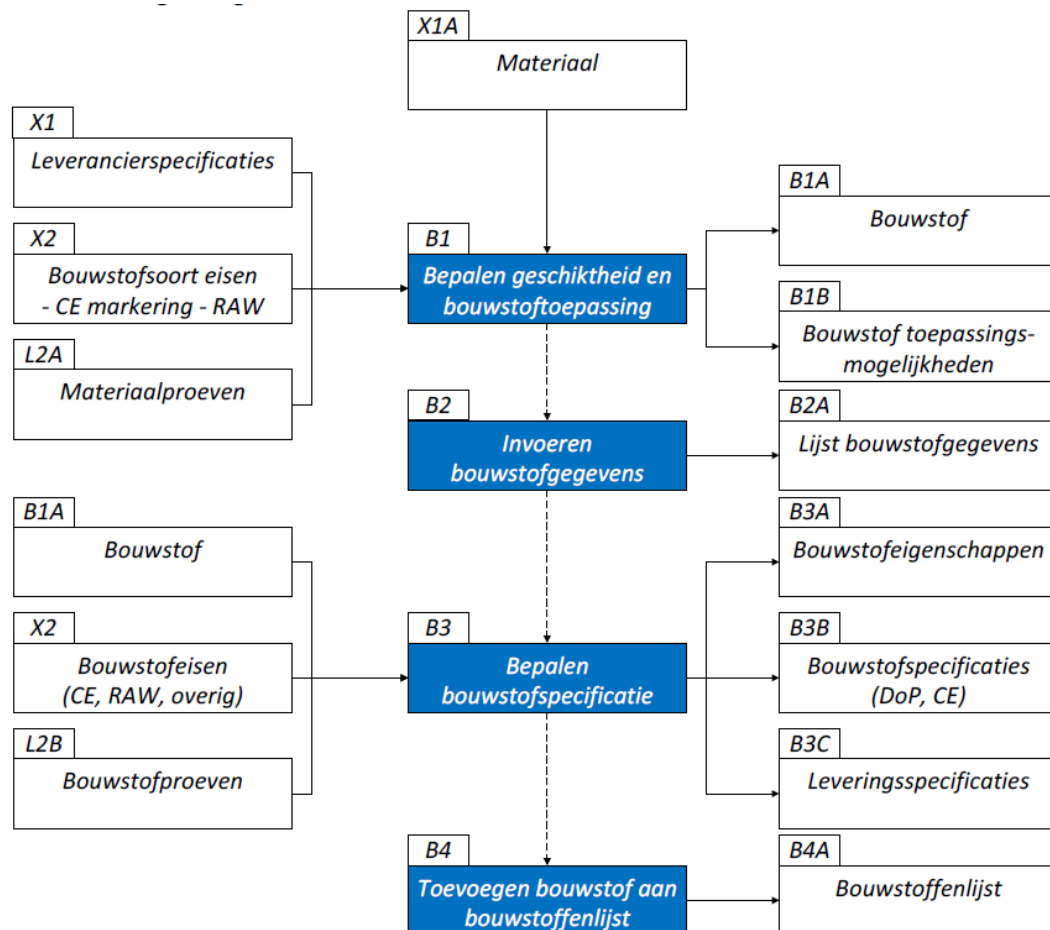 X1A
Materiaal
X1
Leverancierspecificaties
X2
Bouwstofsoort eisen
- CE markering - RAW
L2A
Materiaalproeven
B1
Bepalen geschiktheid en
bouwstoftoepassing
B1A
Bouwstof
B1B
Bouwstof toepassings-
mogelijkheden
B2
Invoeren
bouwstofgegevens
B2A
Lijst bouwstofgegevens
B1A
Bouwstof
X2
Bouwstofeisen
(CE, RAW, overig)
L2B
Bouwstofproeven
B3
Bepalen
bouwstofspecificatie
B3A
Bouwstofeigenschappen
B3B
Bouwstofspecificaties
(DoP, CE)
B3C
Leveringsspecificaties
B4
Toevoegen bouwstof aan
bouwstoffenlijst
B4A
Bouwstoffenlijst